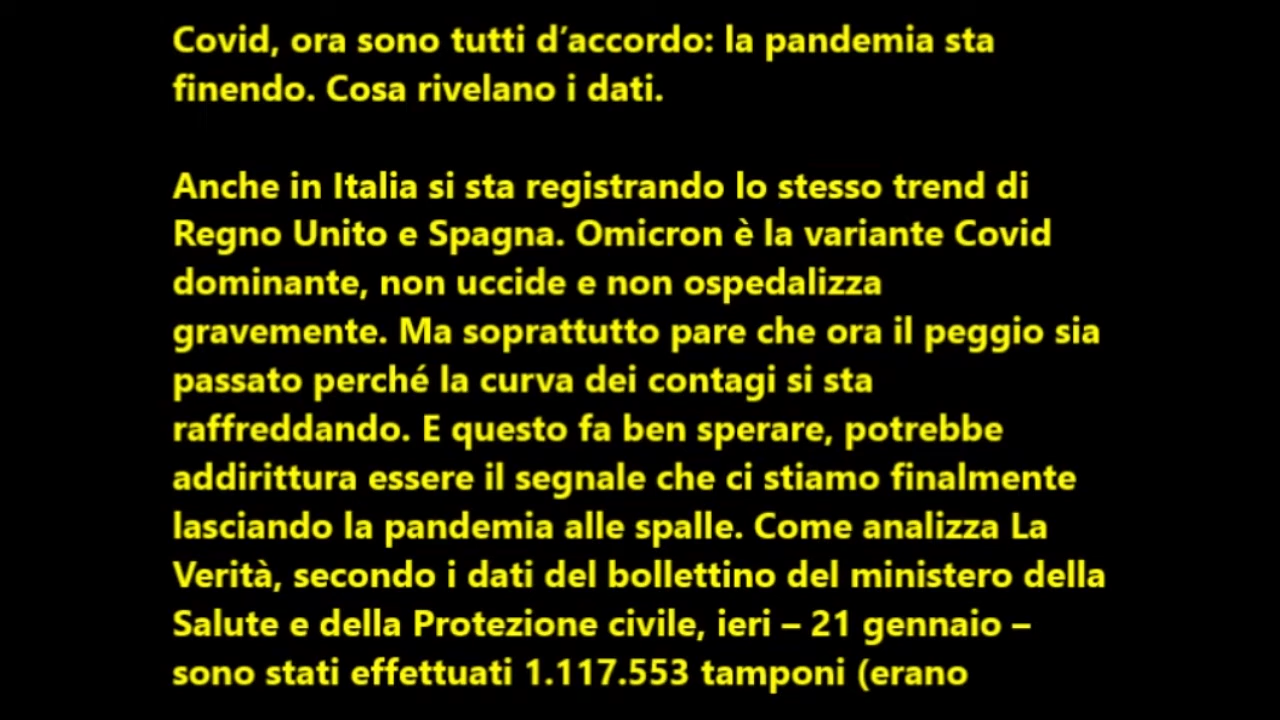 Covid, ora sono tutti d’accordo: la pandemia sta
finendo. Cosa rivelano i dati.
Anche in Italia si sta registrando lo stesso trend di
Regno Unito e Spagna. Omicron è la variante Covid
dominante, non uccide e non ospedalizza
gravemente. Ma soprattutto pare che ora il peggio sia
passato perché la curva dei contagi si sta
raffreddando. E questo fa ben sperare, potrebbe
addirittura essere il segnale che ci stiamo finalmente
lasciando la pandemia alle spalle. Come analizza La
Verità, secondo i dati del bollettino del ministero della
Salute e della Protezione civile, ieri – 21 gennaio –
sono stati effettuati 1.117.553 tamponi (erano